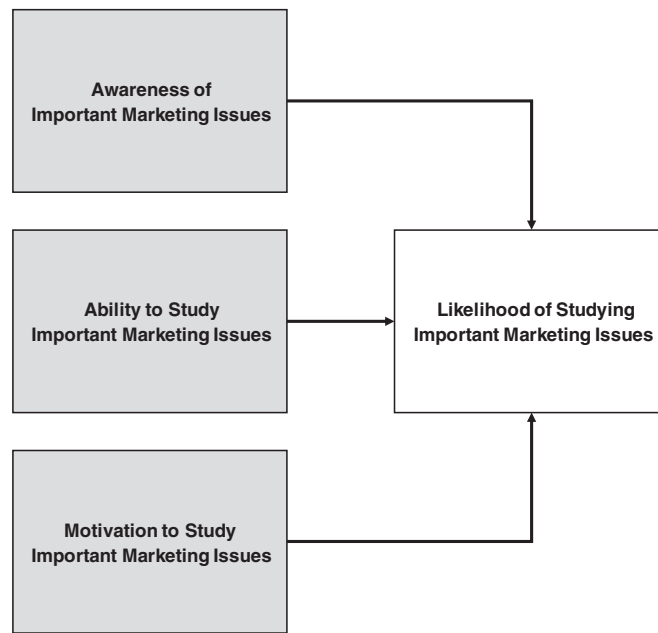 Awareness of
Important Marketing Issues
Ability to Study
Important Marketing Issues
Likelihood of Studying
Important Marketing Issues
Motivation to Study
Important Marketing Issues